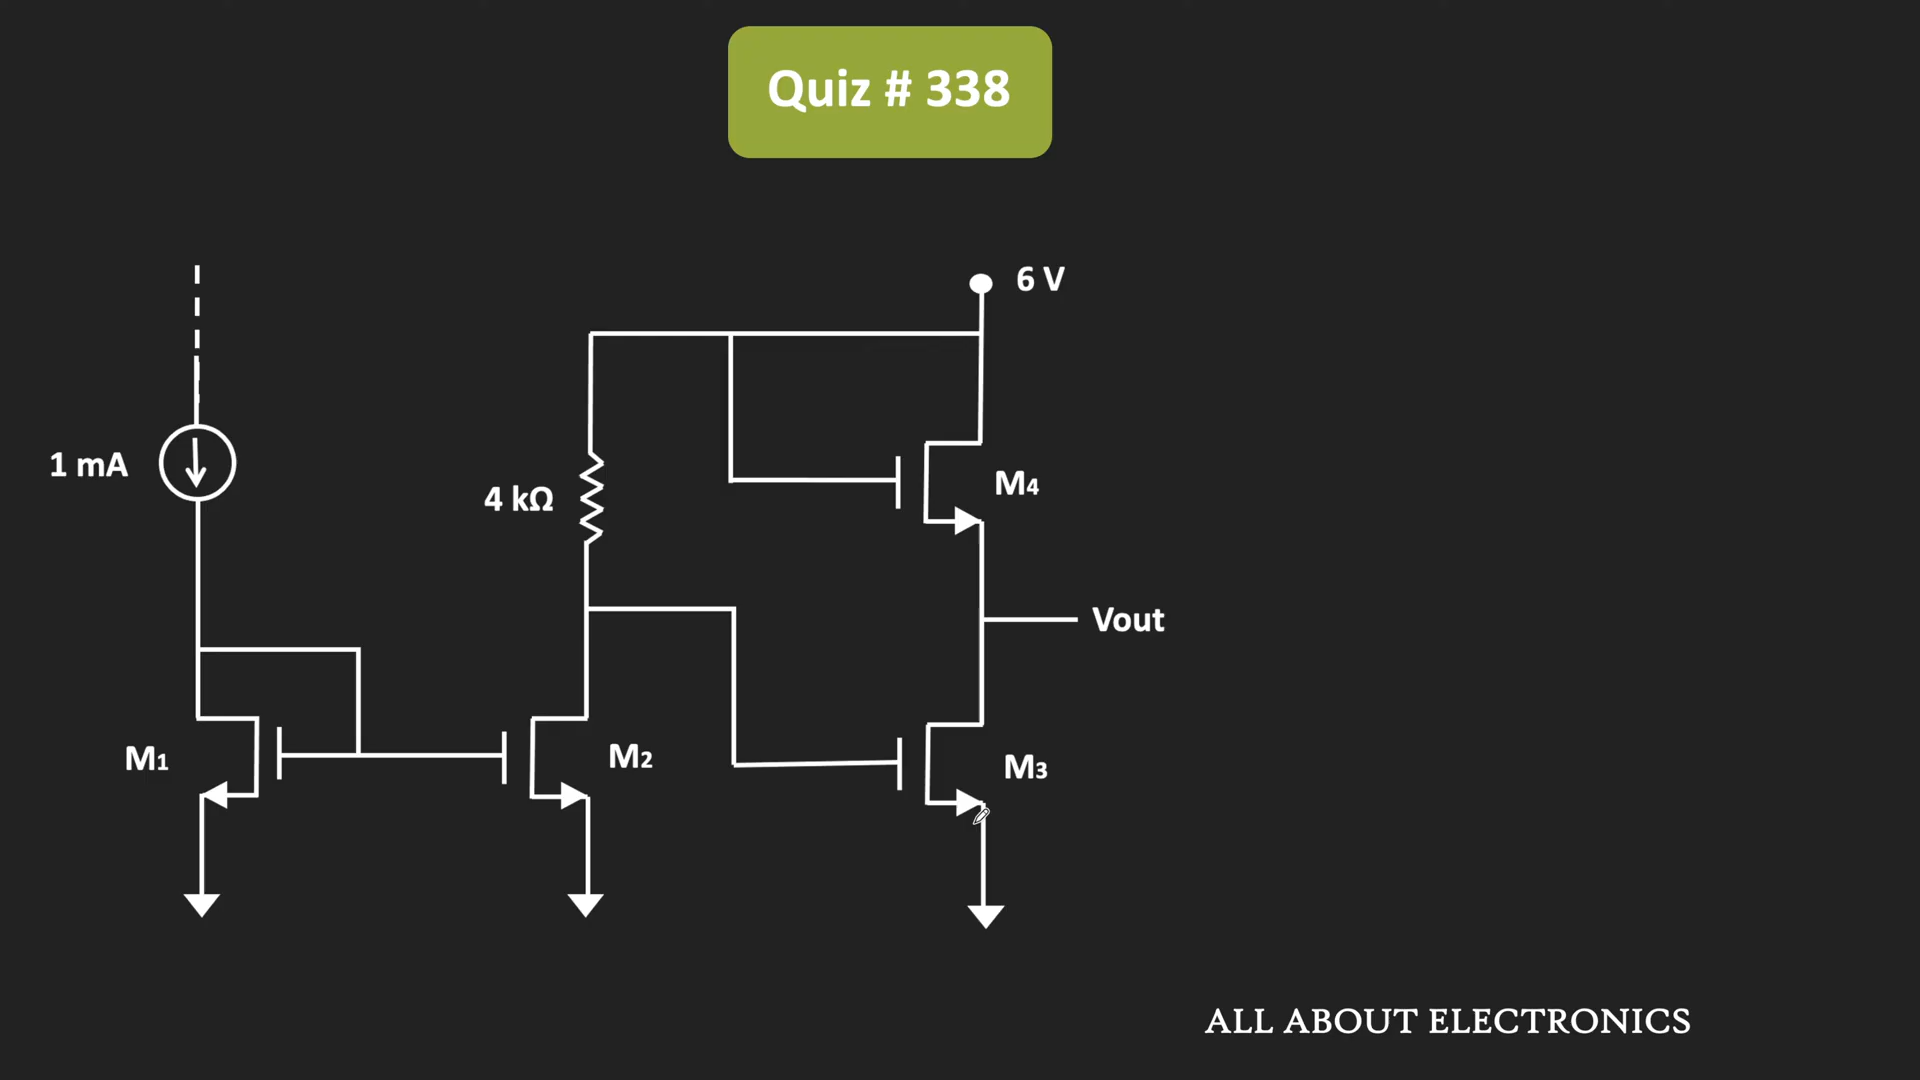 Quiz # 338
6 V
1 mA
4 kΩ
M4
Vout
M1
M2
M3
ALL ABOUT ELECTRONICS